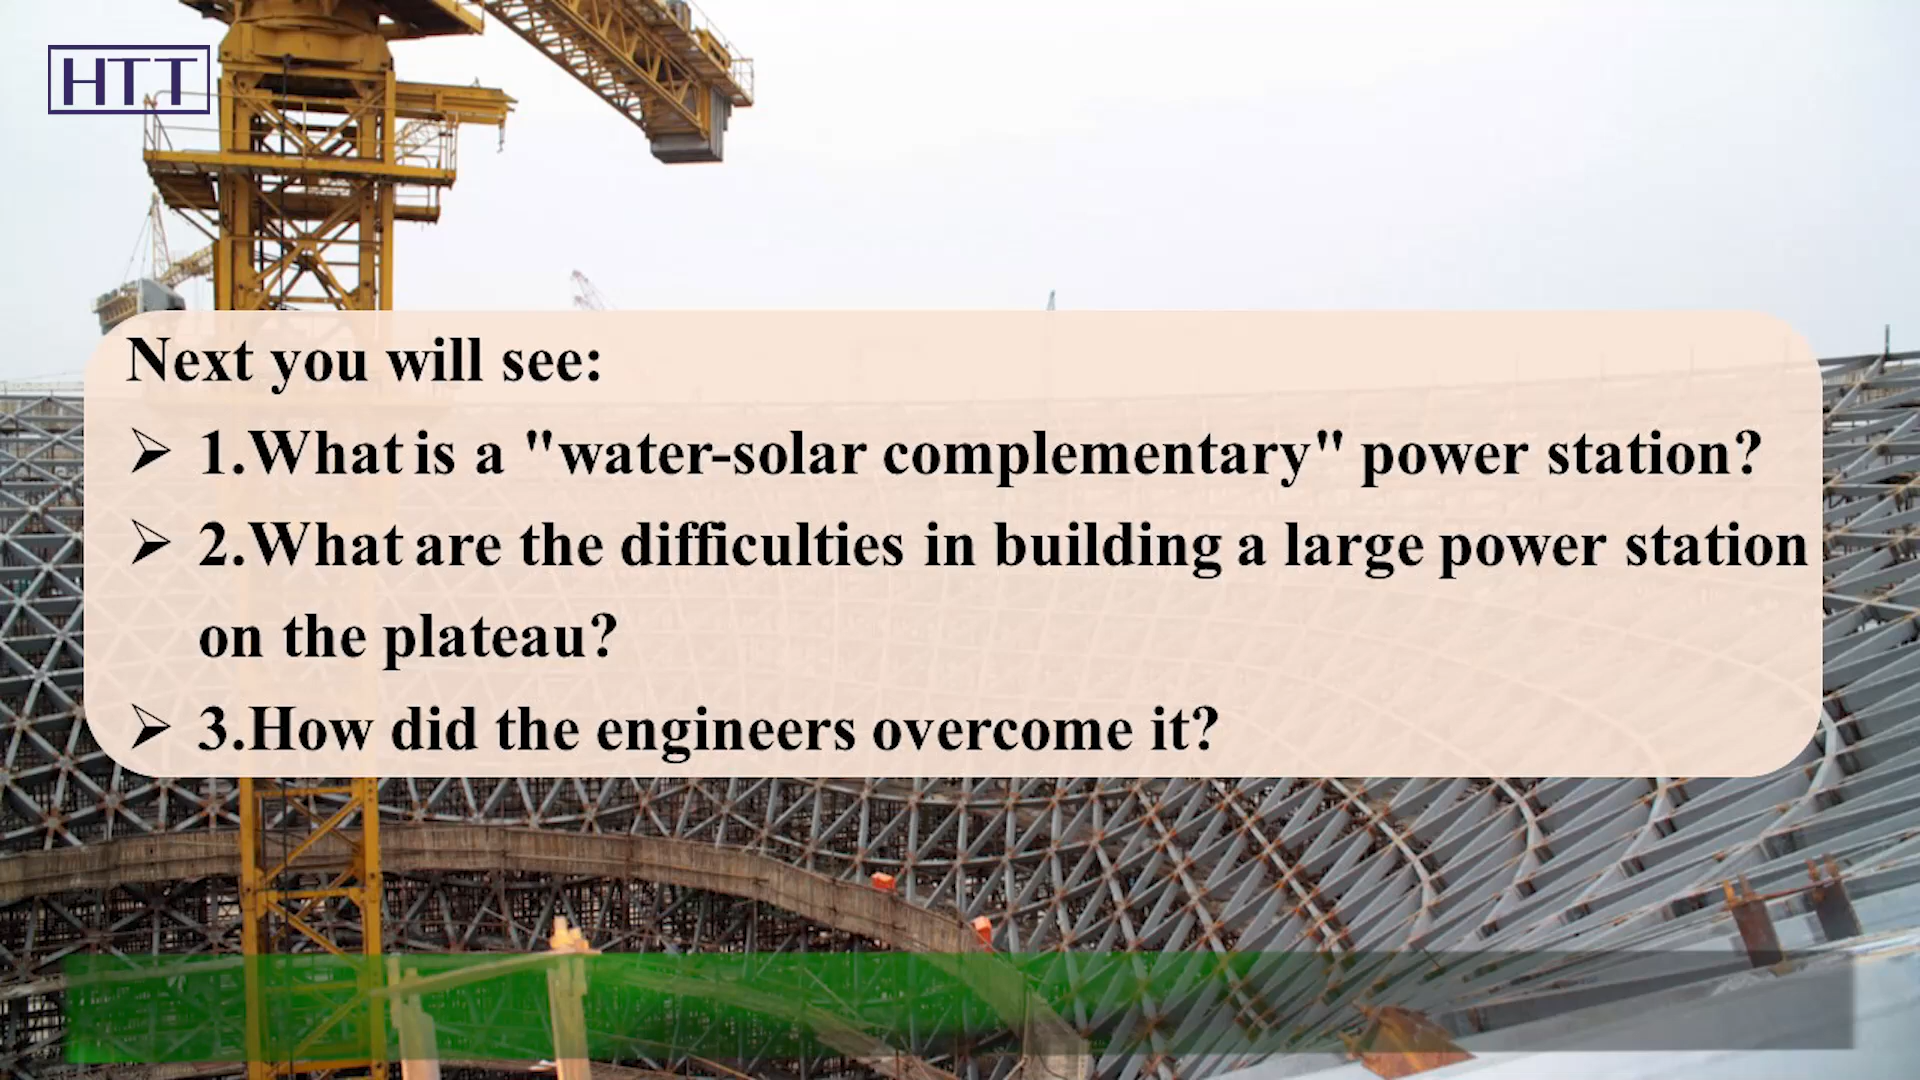 HTT
Next you will see:
➢ 1.What is a "water-solar complementary" power station?
➢ 2.What are the difficulties in building a large power station
on the plateau?
➢ 3.How did the engineers overcome it?